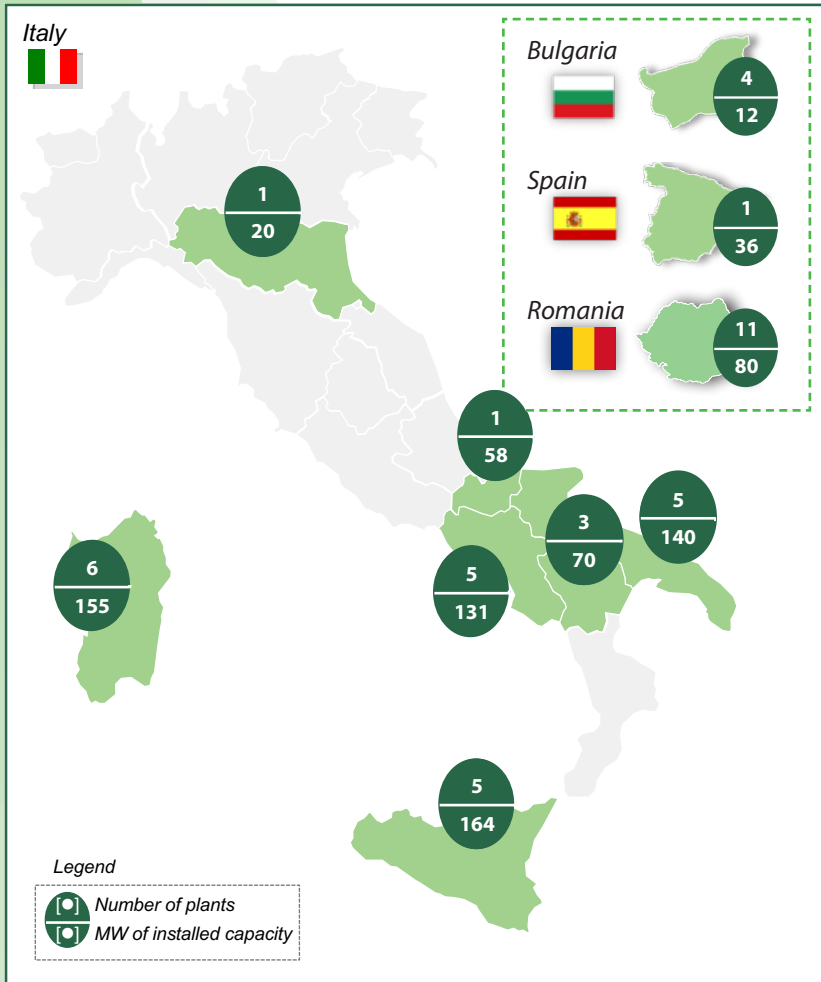 Italy
Bulgaria
4
12
Spain
1
36
Romania
11
80
1
20
1
58
5
140
3
70
5
131
6
155
5
164
Legend
[●] Number of plants
[●] MW of installed capacity